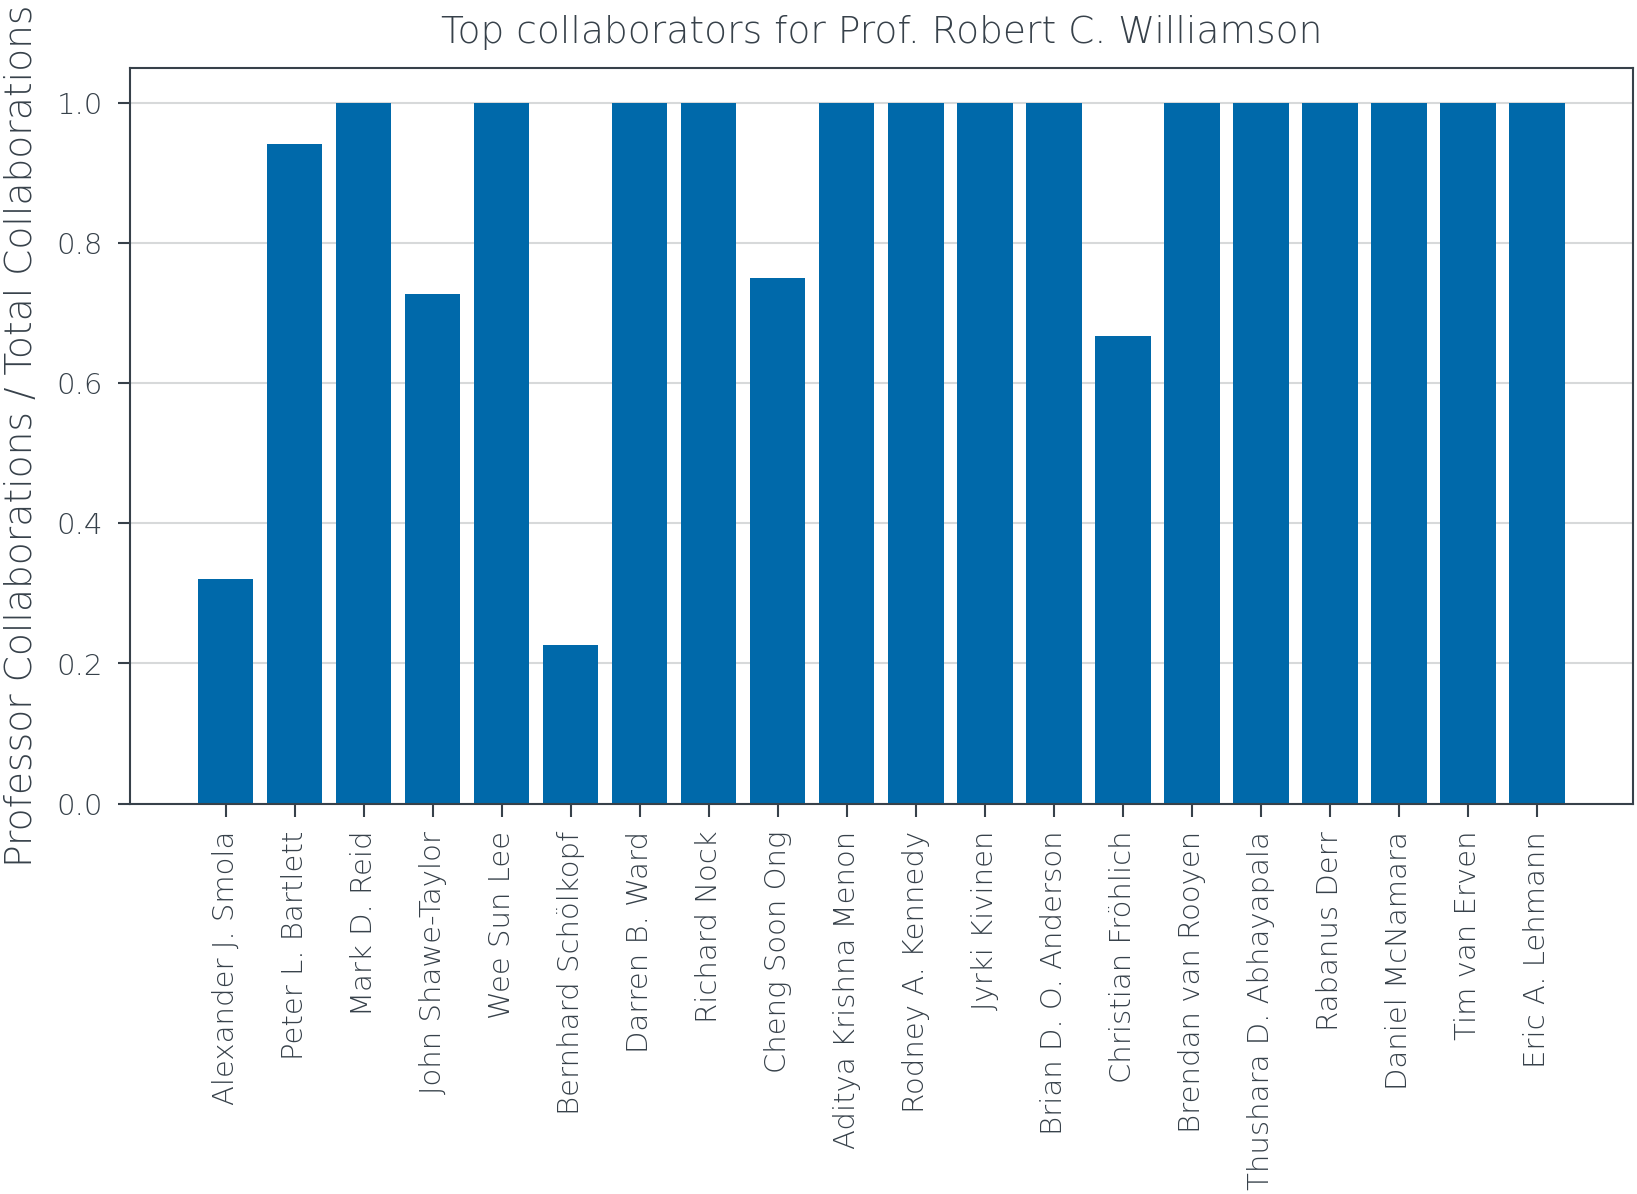 Top collaborators for Prof. Robert C. Williamson
Professor Collaborations / Total Collaborations
1.0
0.8
0.6
0.4
0.2
0.0
Alexander J. Smola
Peter L. Bartlett
Mark D. Reid
John Shawe-Taylor
Wee Sun Lee
Bernhard Schölkopf
Darren B. Ward
Richard Nock
Cheng Soon Ong
Aditya Krishna Menon
Rodney A. Kennedy
Jyrki Kivinen
Brian D. O. Anderson
Christian Fröhlich
Brendan van Rooyen
Thushara D. Abhayapala
Rabanus Derr
Daniel McNamara
Tim van Erven
Eric A. Lehmann